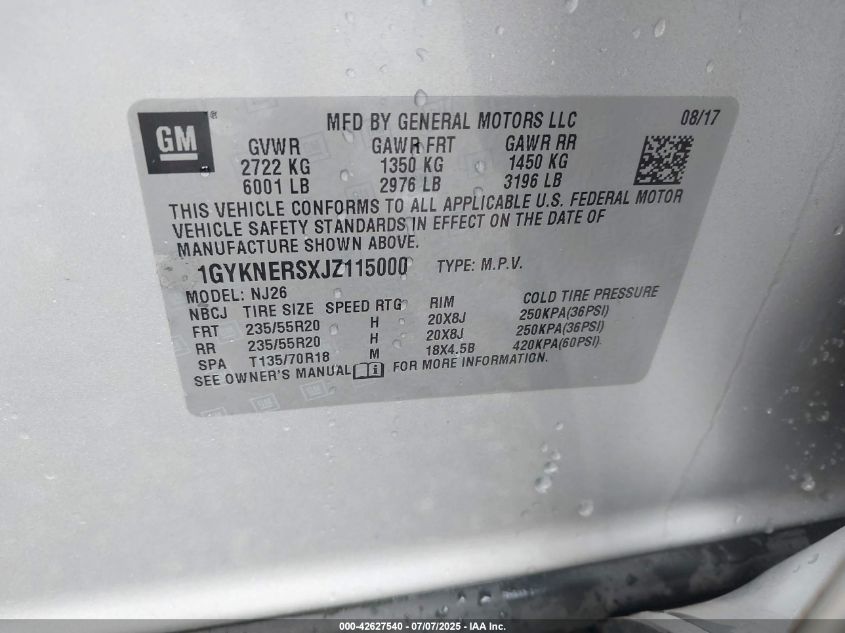 GM ®
MFD BY GENERAL MOTORS LLC 08/17
GVWR GAWR FRT GAWR RR
2722 KG 1350 KG 1450 KG
6001 LB 2976 LB 3196 LB
THIS VEHICLE CONFORMS TO ALL APPLICABLE U.S. FEDERAL MOTOR
VEHICLE SAFETY STANDARDS IN EFFECT ON THE DATE OF
MANUFACTURE SHOWN ABOVE.
1GYKNERSXJZ115000 TYPE: M.P.V.
MODEL: NJ26
NBCJ TIRE SIZE SPEED RTG RIM COLD TIRE PRESSURE
FRT 235/55R20 H 20X8J 250KPA(36PSI)
RR 235/55R20 H 20X8J 250KPA(36PSI)
SPA T135/70R18 M 18X4.5B 420KPA(60PSI)
SEE OWNER'S MANUAL i FOR MORE INFORMATION.
000-42627540 - 07/07/2025 - IAA Inc.